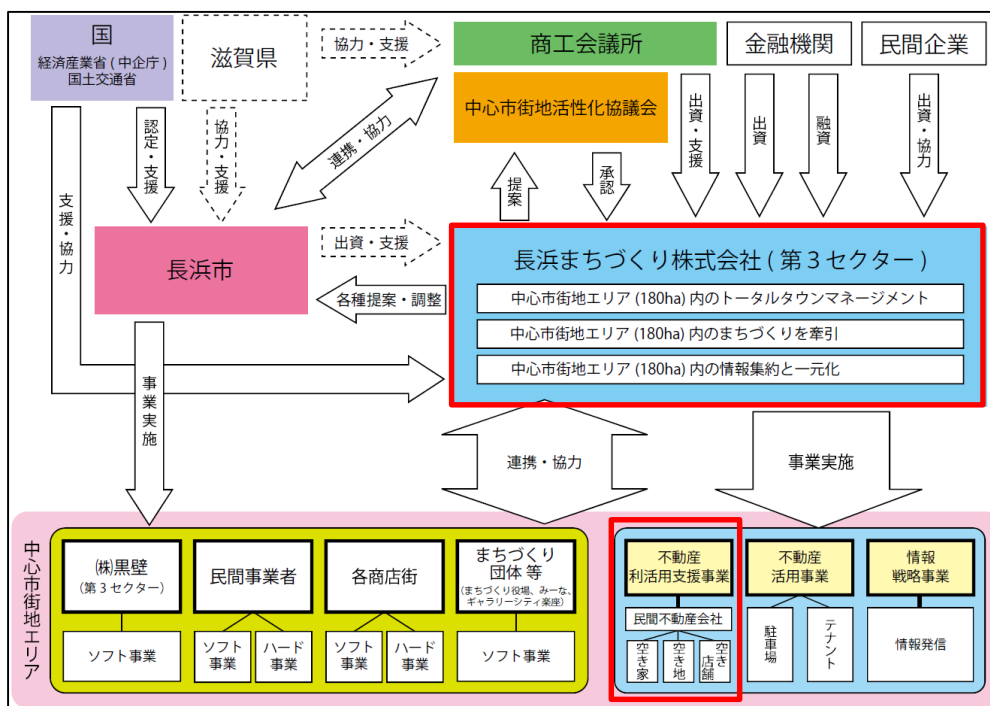 国
経済産業省(中企庁)
国土交通省
滋賀県
協力・支援
商工会議所
金融機関
民間企業
中心市街地活性化協議会
認定・支援
協力・支援
連携・協力
出資・支援
出資
融資
出資・協力
提案
承認
支援・協力
長浜市
出資・支援
各種提案・調整
長浜まちづくり株式会社(第3セクター)
中心市街地エリア(180ha)内のトータルタウンマネージメント
中心市街地エリア(180ha)内のまちづくりを牽引
中心市街地エリア(180ha)内の情報集約と一元化
事業実施
連携・協力
事業実施
中心市街地エリア
㈱黒壁
(第3セクター)
ソフト事業
民間事業者
ソフト
事業
ハード
事業
各商店街
ソフト
事業
ハード
事業
まちづくり
団体 等
(まちづくり役場、みーな、
ギャラリーシティ楽座)
ソフト事業
不動産
利活用支援事業
民間不動産会社
空き家
空き地
空き
店舗
不動産
活用事業
駐車場
テナント
情報
戦略事業
情報発信